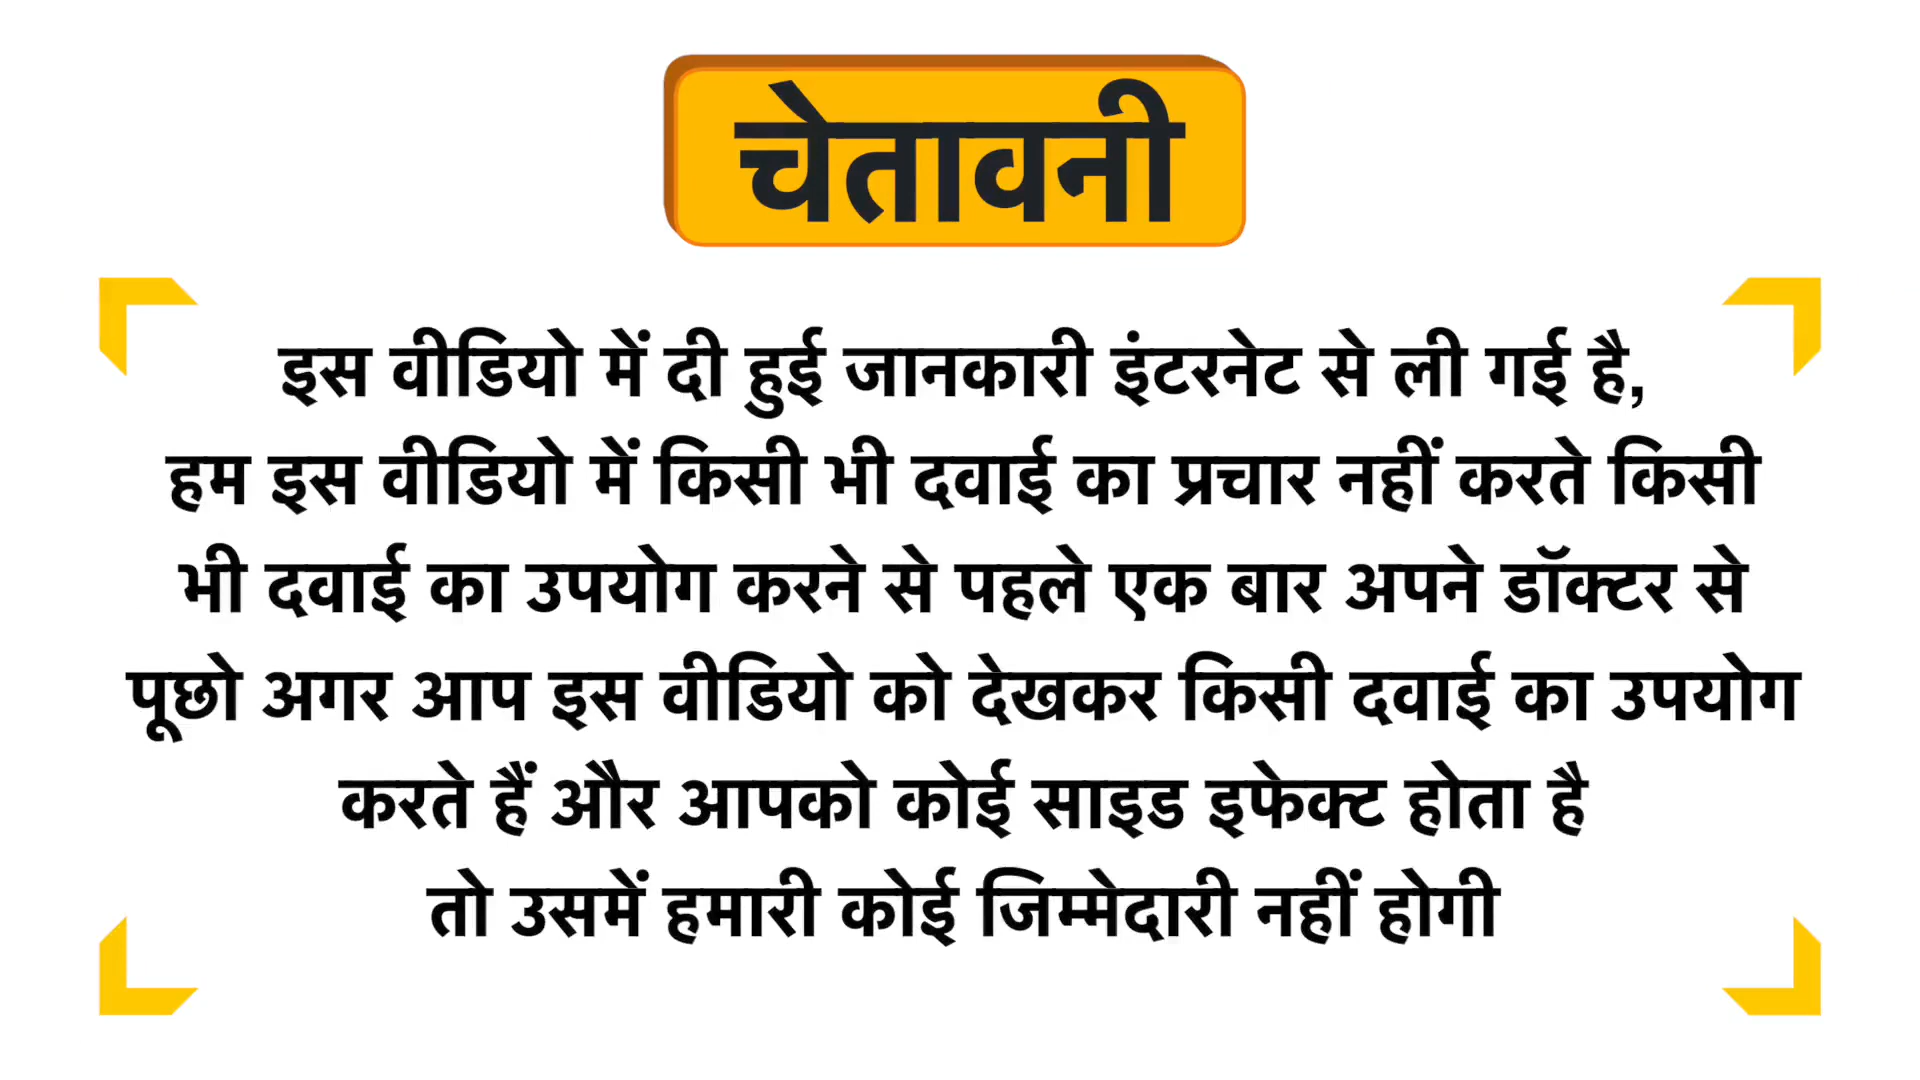 चेतावनी
इस वीडियो में दी हुई जानकारी इंटरनेट से ली गई है,
हम इस वीडियो में किसी भी दवाई का प्रचार नहीं करते किसी
भी दवाई का उपयोग करने से पहले एक बार अपने डॉक्टर से
पूछो अगर आप इस वीडियो को देखकर किसी दवाई का उपयोग
करते हैं और आपको कोई साइड इफेक्ट होता है
तो उसमें हमारी कोई जिम्मेदारी नहीं होगी